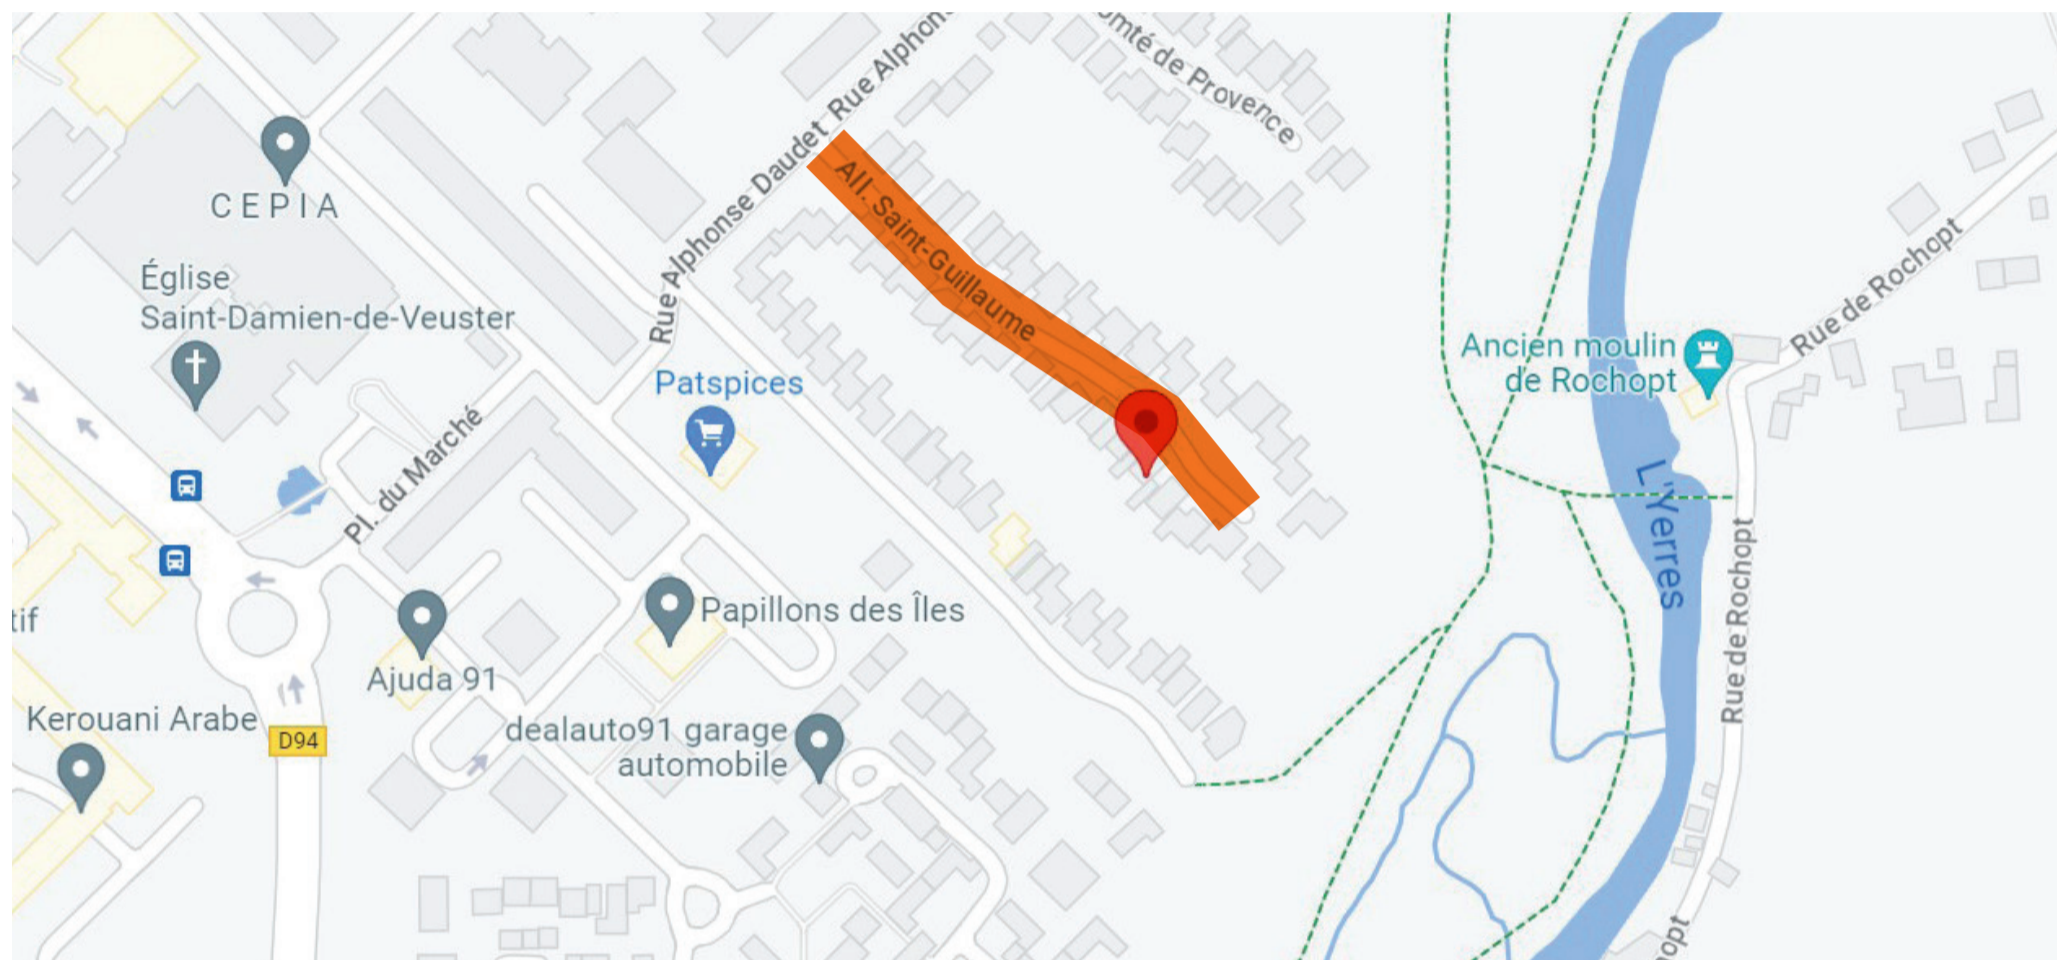 Rue Alphonse Daudet
Rue Alphon
omté de Provence
All. Saint-Guillaume
CEPIA
Église
Saint-Damien-de-Veuster
Patspices
Ancien moulin
de Rochopt
Rue de Rochopt
Pl. du Marché
L'Yerres
Rue de Rochopt
tif
Papillons des Îles
Ajuda 91
Kerouani Arabe
D94
dealauto91 garage
automobile
hopt